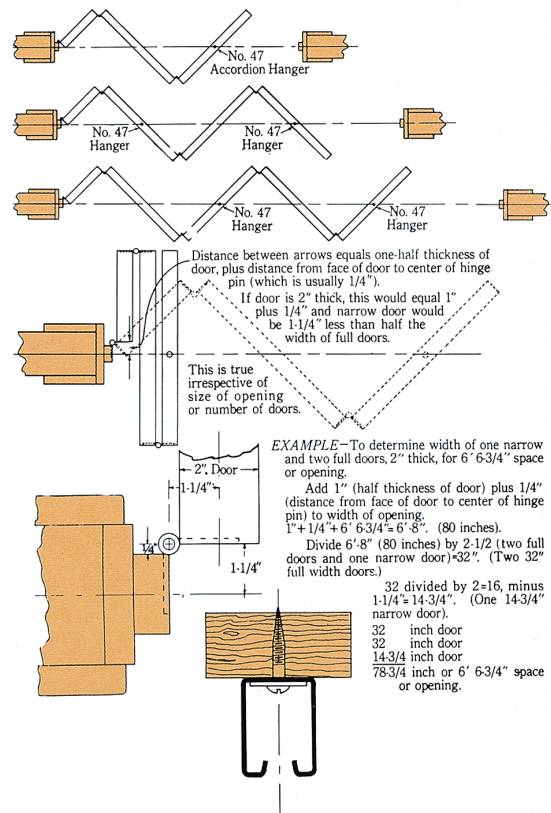 No. 47
Accordion Hanger
No. 47
Hanger
No. 47
Hanger
No. 47
Hanger
No. 47
Hanger
Distance between arrows equals one-half thickness of
door, plus distance from face of door to center of hinge
pin (which is usually 1/4″).
If door is 2″ thick, this would equal 1″
plus 1/4″ and narrow door would
be 1-1/4″ less than half the
width of full doors.
This is true
irrespective of
size of opening
or number of doors.
2″. Door
1-1/4″
1/4″
1-1/4″
EXAMPLE—To determine width of one narrow
and two full doors, 2″ thick, for 6′ 6-3/4″ space
or opening.
Add 1″ (half thickness of door) plus 1/4″
(distance from face of door to center of hinge
pin) to width of opening.
1″+1/4″+6′ 6-3/4″=6′-8″. (80 inches).
Divide 6′-8″ (80 inches) by 2-1/2 (two full
doors and one narrow door)=32″. (Two 32″
full width doors.)
32 divided by 2=16, minus
1-1/4″=14-3/4″. (One 14-3/4″
narrow door).
32 inch door
32 inch door
14-3/4 inch door
78-3/4 inch or 6′ 6-3/4″ space
or opening.